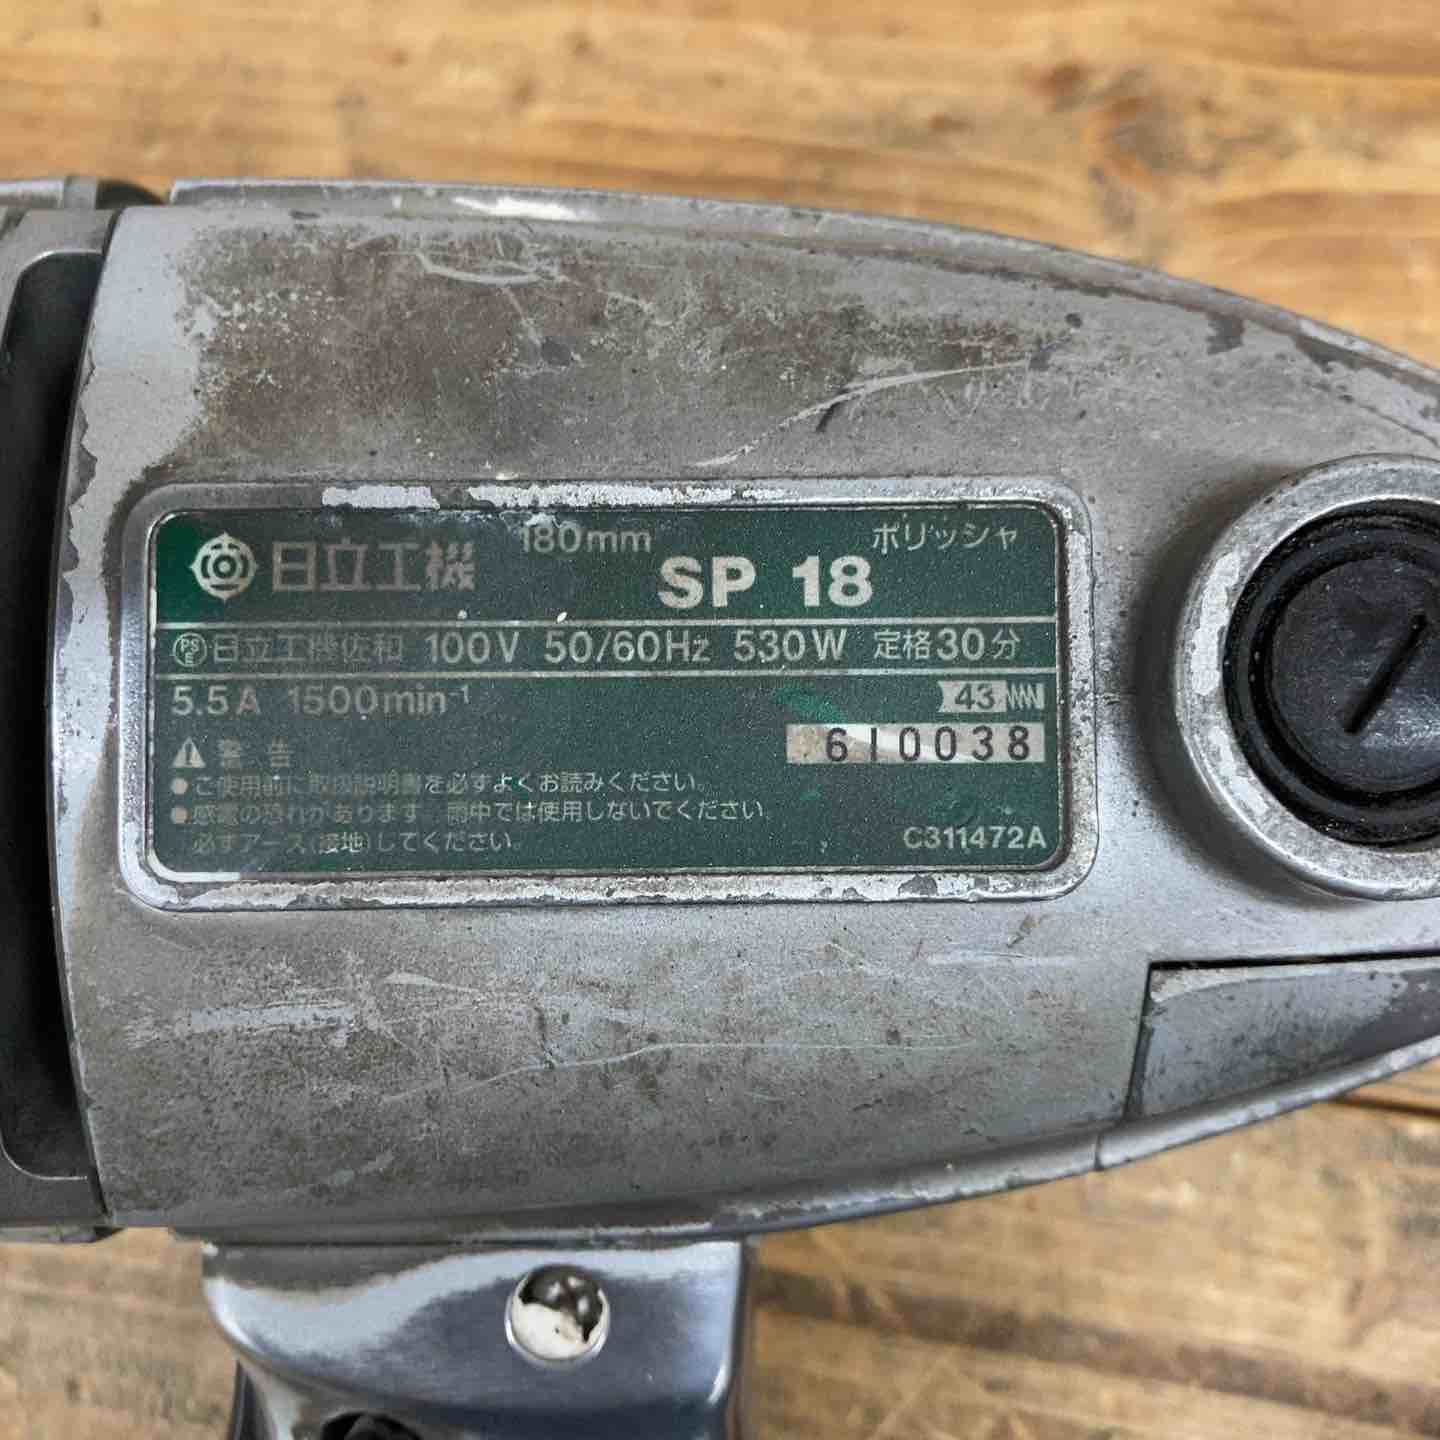 日立工機 180mm SP 18 ポリッシャ
PSE 日立工機佐和 100V 50/60Hz 530W 定格30分
5.5A 1500min⁻¹ 43
610038
警告
●ご使用前に取扱説明書を必ずよくお読みください。
●感電の恐れがあります。雨中では使用しないでください。
必ずアース(接地)してください。
C311472A